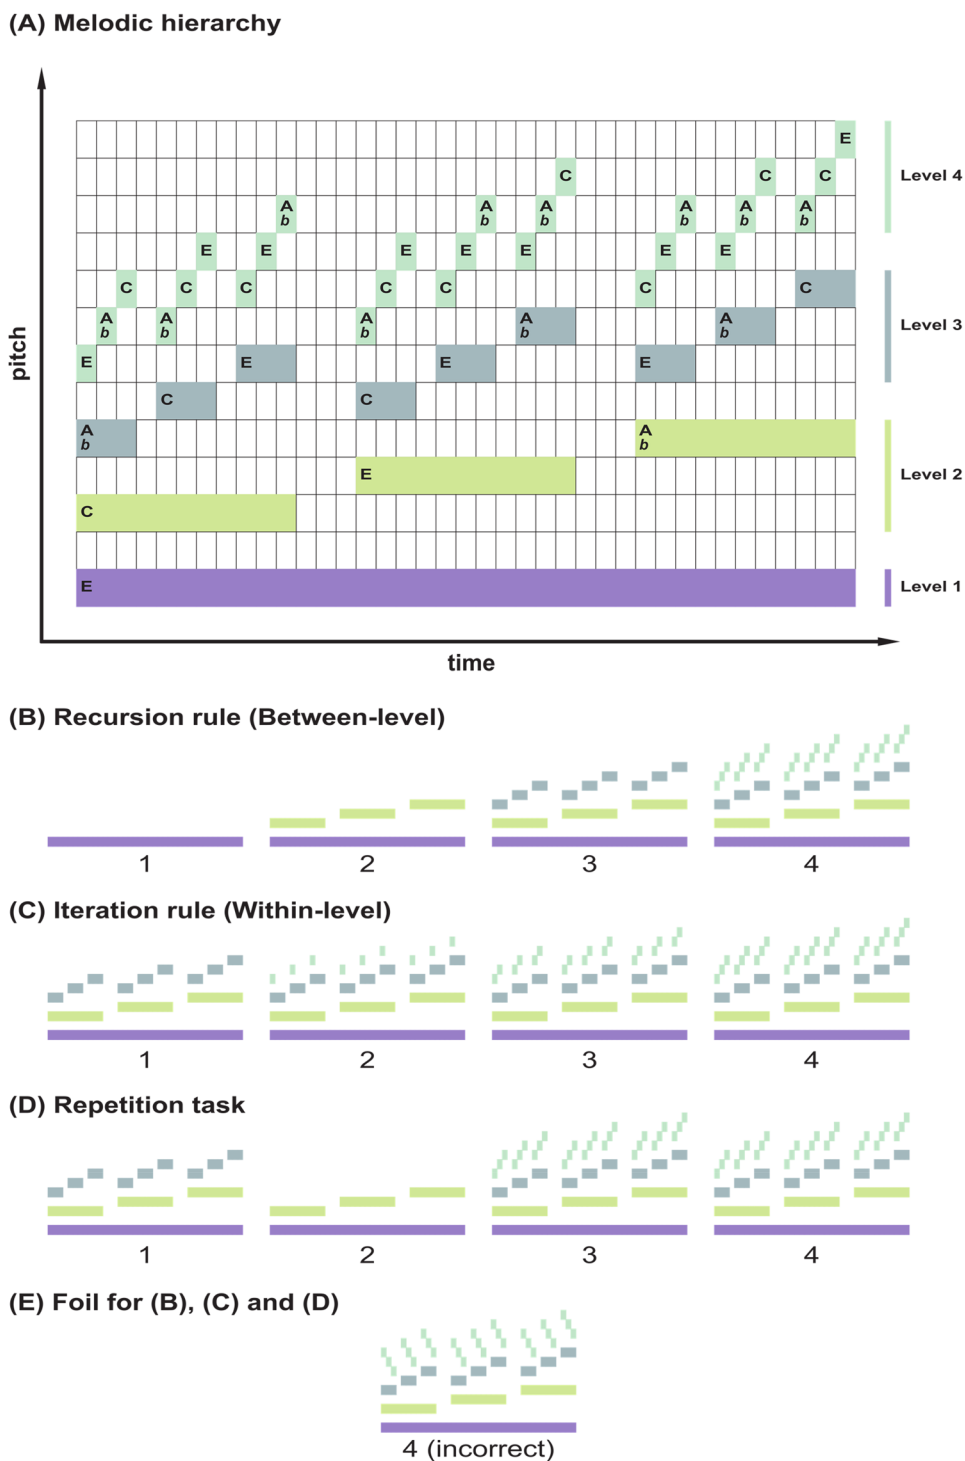 (A) Melodic hierarchy
E
C
C
Level 4
A
A
A
A
A
b
b
b
b
b
E
E
E
E
E
E
E
C
C
C
C
C
C
C
A
A
A
A
A
Level 3
b
b
b
b
b
E
E
E
E
C
C
A
A
b
b
E
Level 2
C
E
Level 1
pitch
time
(B) Recursion rule (Between-level)
1
2
3
4
(C) Iteration rule (Within-level)
1
2
3
4
(D) Repetition task
1
2
3
4
(E) Foil for (B), (C) and (D)
4 (incorrect)